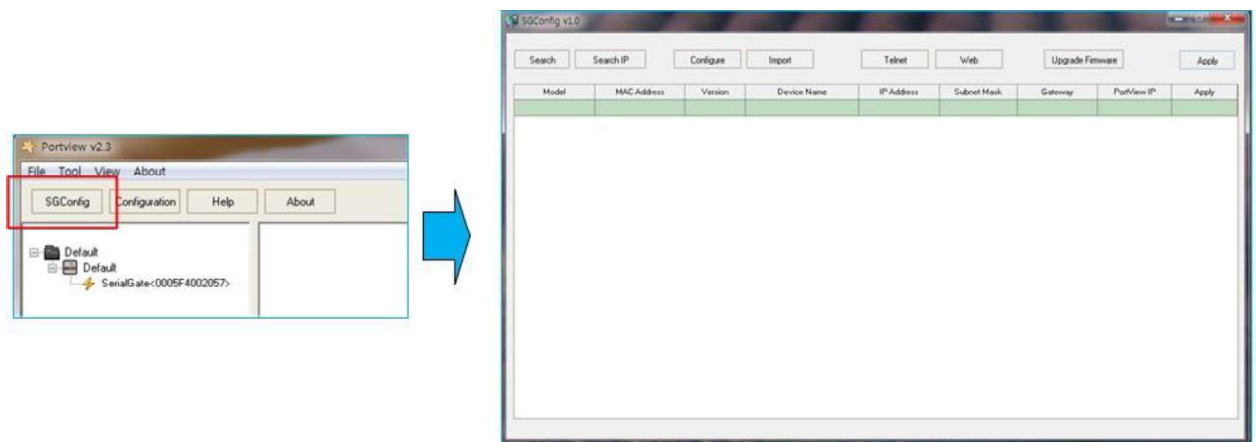 Portview v2.3
File Tool View About
SGConfig Configuration Help About
Default
Default
SerialGate<0005F4002057>
SGConfig v1.0
Search Search IP Configure Import Telnet Web Upgrade Firmware Apply
Model MAC Address Version Device Name IP Address Subnet Mask Gateway PortView IP Apply